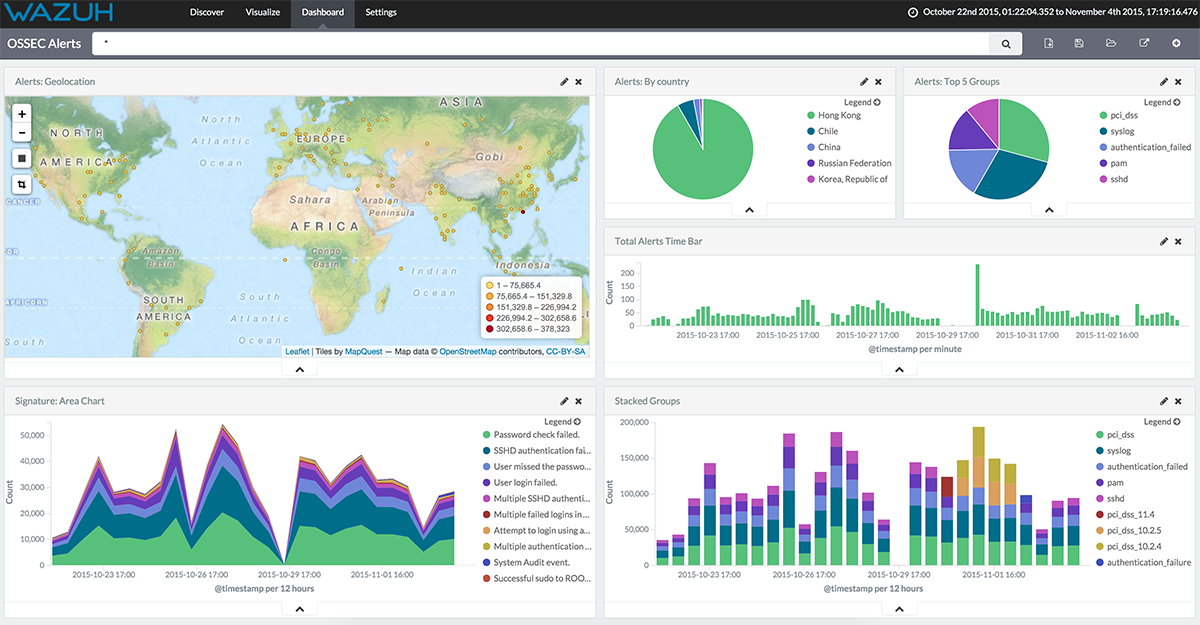 WAZUH
Discover Visualize Dashboard Settings
October 22nd 2015, 01:22:04.352 to November 4th 2015, 17:19:16.476
OSSEC Alerts
*
Alerts: Geolocation
+
−
NORTH
AMERICA
North
Atlantic
Ocean
EUROPE
ASIA
Gobi
CANCER
Sahara
AFRICA
Arabian
Peninsula
OR
Amazon
Basin
Congo
Basin
Indonesia
Indian
Ocean
APRICORN
SOUTH
AMERICA
South
Atlantic
Ocean
South
1 – 75,665.4
75,665.4 – 151,329.8
151,329.8 – 226,994.2
226,994.2 – 302,658.6
302,658.6 – 378,323
Leaflet | Tiles by MapQuest — Map data © OpenStreetMap contributors, CC-BY-SA
Alerts: By country
Legend
Hong Kong
Chile
China
Russian Federation
Korea, Republic of
Alerts: Top 5 Groups
Legend
pci_dss
syslog
authentication_failed
pam
sshd
Total Alerts Time Bar
Count
200
150
100
50
0
2015-10-23 17:00 2015-10-25 17:00 2015-10-27 17:00 2015-10-29 17:00 2015-10-31 17:00 2015-11-02 16:00
@timestamp per minute
Signature: Area Chart
Legend
Count
50,000
40,000
30,000
20,000
10,000
0
2015-10-23 17:00 2015-10-26 17:00 2015-10-29 17:00 2015-11-01 16:00
@timestamp per 12 hours
Password check failed.
SSHD authentication fai...
User missed the passwo...
User login failed.
Multiple SSHD authenti...
Multiple failed logins in...
Attempt to login using a...
Multiple authentication ...
System Audit event.
Successful sudo to ROO...
Stacked Groups
Legend
Count
200,000
150,000
100,000
50,000
0
2015-10-23 17:00 2015-10-26 17:00 2015-10-29 17:00 2015-11-01 16:00
@timestamp per 12 hours
pci_dss
syslog
authentication_failed
pam
sshd
pci_dss_11.4
pci_dss_10.2.5
pci_dss_10.2.4
authentication_failure